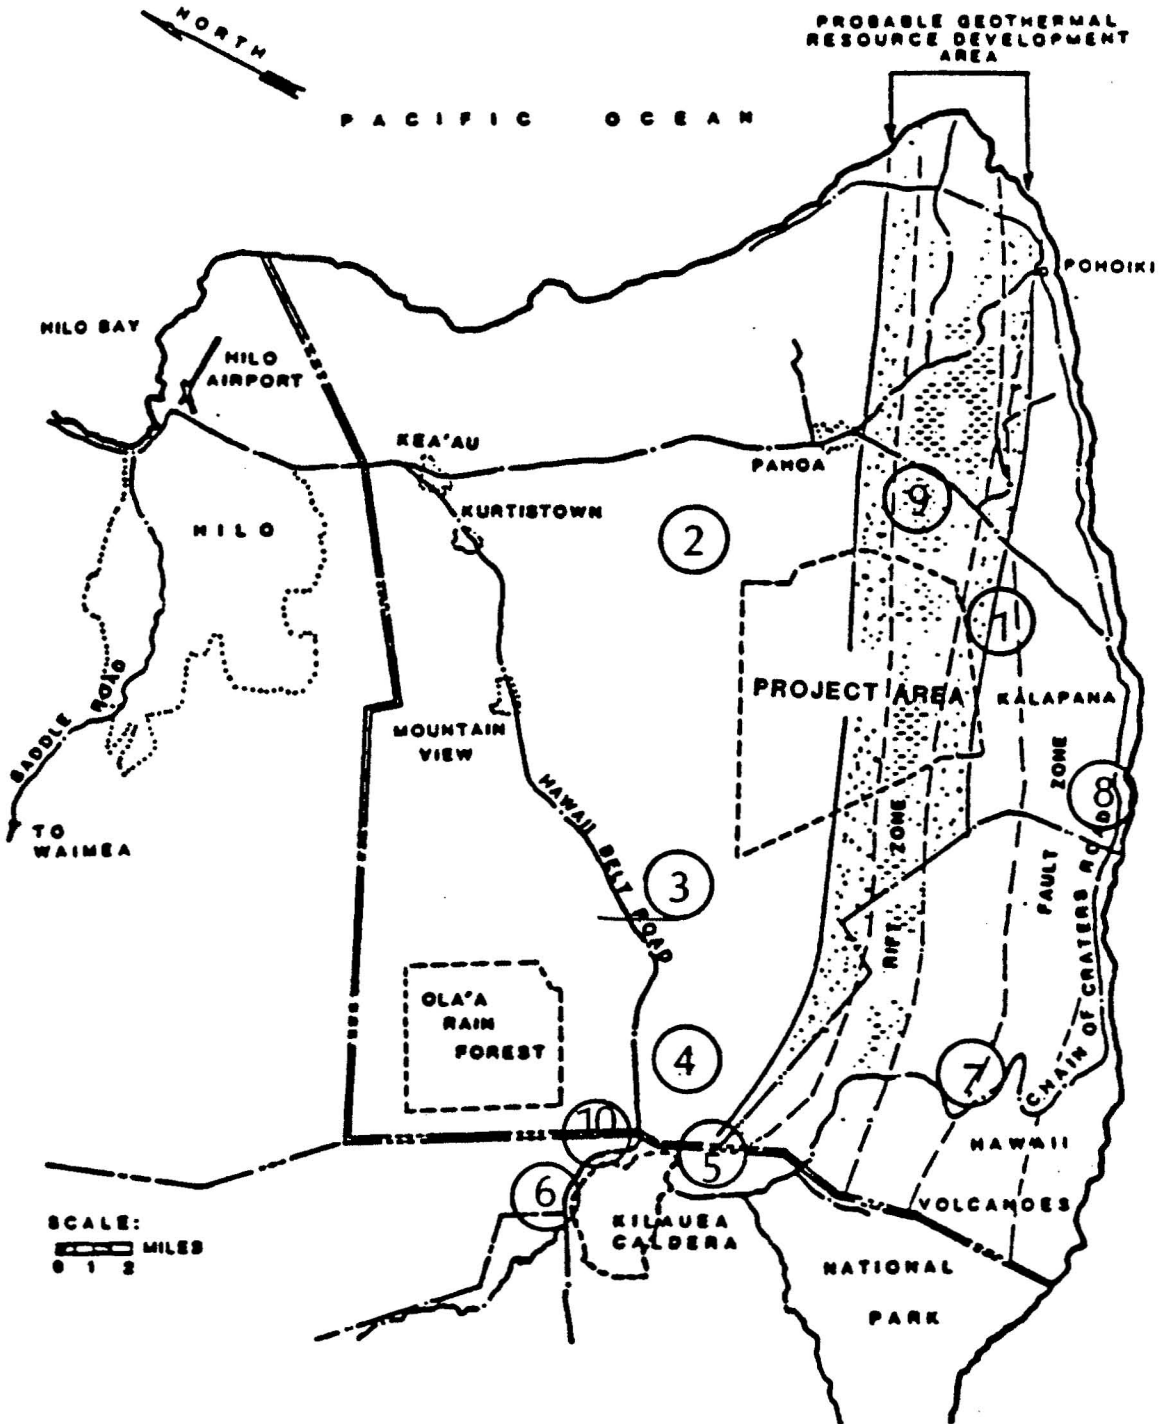 NORTH
PROBABLE GEOTHERMAL
RESOURCE DEVELOPMENT
AREA
PACIFIC OCEAN
POHOIKI
HILO BAY
HILO
AIRPORT
KEA'AU
PAHOA
KURTISTOWN
9
HILO
2
1
PROJECT AREA
KALAPANA
SADDLE ROAD
MOUNTAIN
VIEW
ZONE
8
HAWAII BELT ROAD
TO
WAIMEA
ZONE
3
FAULT
RIFT
CHAIN OF CRATERS ROAD
OLA'A
RAIN
FOREST
4
7
10
HAWAII
5
6
VOLCANOES
KILAUEA
CALDERA
SCALE:
MILES
0 1 2
NATIONAL
PARK